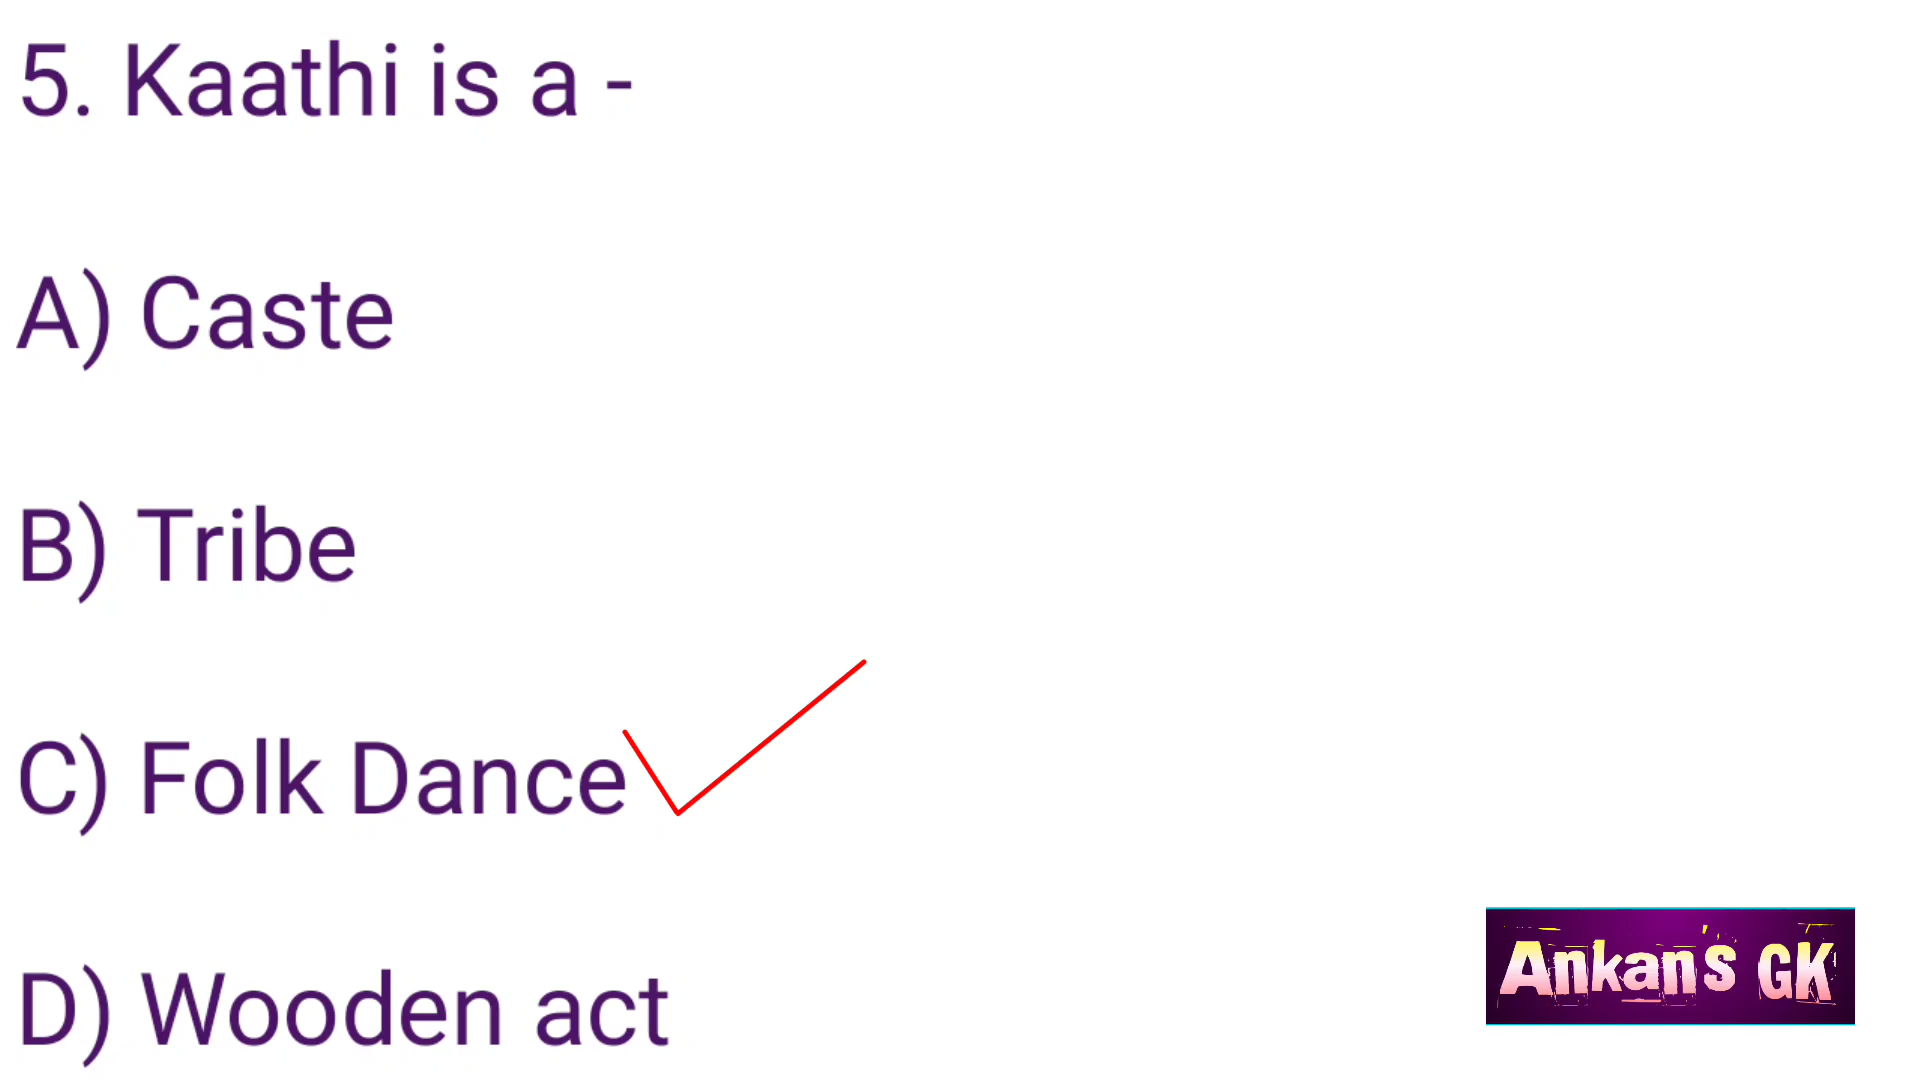 5. Kaathi is a -
A) Caste
B) Tribe
C) Folk Dance
D) Wooden act
Ankan's GK